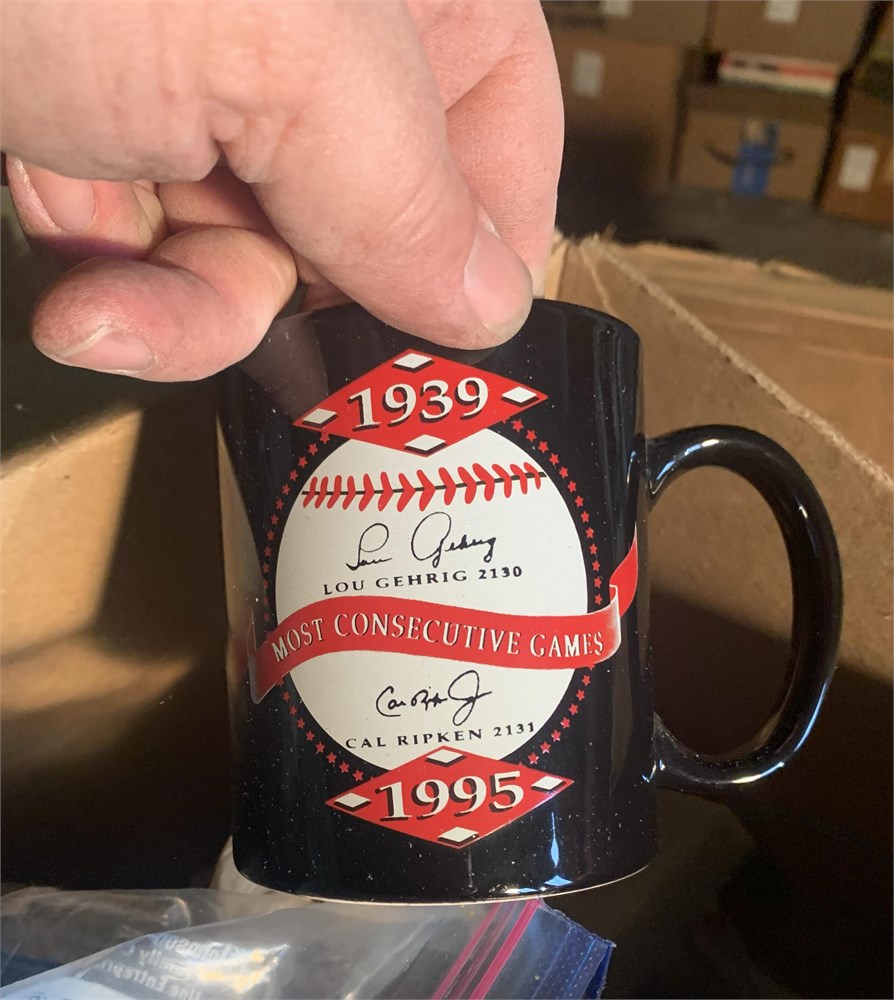 1939
Lou Gehrig
LOU GEHRIG 2130
MOST CONSECUTIVE GAMES
Cal Ripken Jr
CAL RIPKEN 2131
1995